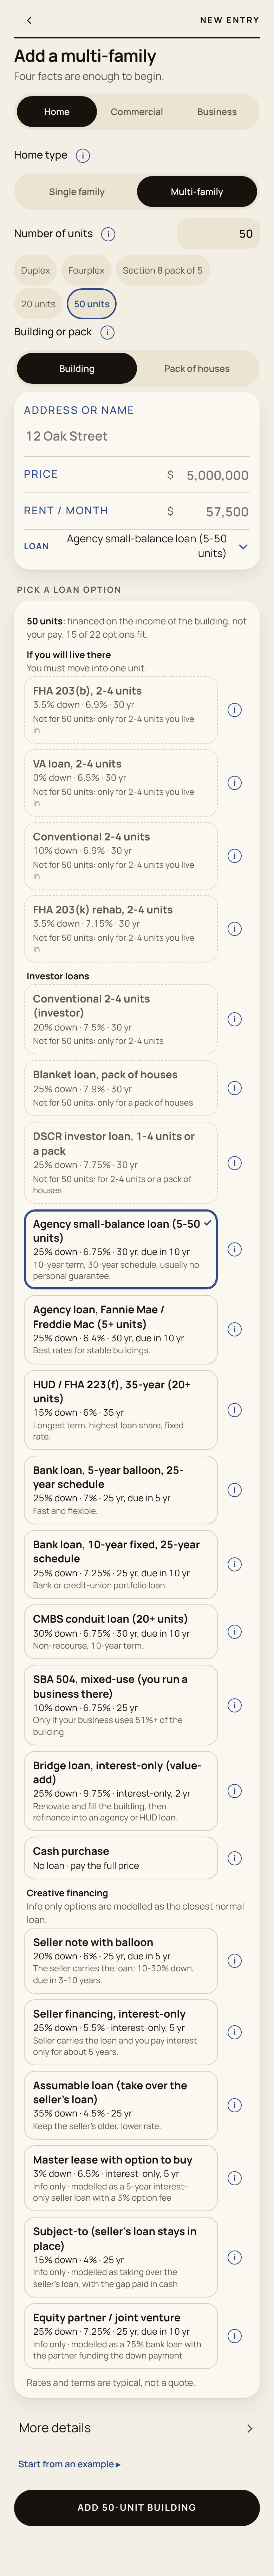 NEW ENTRY
Add a multi-family
Four facts are enough to begin.
Home
Commercial
Business
Home type
Single family
Multi-family
Number of units
50
Duplex
Fourplex
Section 8 pack of 5
20 units
50 units
Building or pack
Building
Pack of houses
ADDRESS OR NAME
12 Oak Street
PRICE
$ 5,000,000
RENT / MONTH
$ 57,500
LOAN
Agency small-balance loan (5-50
units)
PICK A LOAN OPTION
50 units: financed on the income of the building, not
your pay. 15 of 22 options fit.
If you will live there
You must move into one unit.
FHA 203(b), 2-4 units
3.5% down · 6.9% · 30 yr
Not for 50 units: only for 2-4 units you live
in
VA loan, 2-4 units
0% down · 6.5% · 30 yr
Not for 50 units: only for 2-4 units you live
in
Conventional 2-4 units
10% down · 6.9% · 30 yr
Not for 50 units: only for 2-4 units you live
in
FHA 203(k) rehab, 2-4 units
3.5% down · 7.15% · 30 yr
Not for 50 units: only for 2-4 units you live
in
Investor loans
Conventional 2-4 units
(investor)
20% down · 7.5% · 30 yr
Not for 50 units: only for 2-4 units
Blanket loan, pack of houses
25% down · 7.9% · 30 yr
Not for 50 units: only for a pack of houses
DSCR investor loan, 1-4 units or
a pack
25% down · 7.75% · 30 yr
Not for 50 units: for 2-4 units or a pack of
houses
Agency small-balance loan (5-50
units)
25% down · 6.75% · 30 yr, due in 10 yr
10-year term, 30-year schedule, usually no
personal guarantee.
Agency loan, Fannie Mae /
Freddie Mac (5+ units)
25% down · 6.4% · 30 yr, due in 10 yr
Best rates for stable buildings.
HUD / FHA 223(f), 35-year (20+
units)
15% down · 6% · 35 yr
Longest term, highest loan share, fixed
rate.
Bank loan, 5-year balloon, 25-
year schedule
25% down · 7% · 25 yr, due in 5 yr
Fast and flexible.
Bank loan, 10-year fixed, 25-year
schedule
25% down · 7.25% · 25 yr, due in 10 yr
Bank or credit-union portfolio loan.
CMBS conduit loan (20+ units)
30% down · 6.75% · 30 yr, due in 10 yr
Non-recourse, 10-year term.
SBA 504, mixed-use (you run a
business there)
10% down · 6.75% · 25 yr
Only if your business uses 51%+ of the
building.
Bridge loan, interest-only (value-
add)
25% down · 9.75% · interest-only, 2 yr
Renovate and fill the building, then
refinance into an agency or HUD loan.
Cash purchase
No loan · pay the full price
Creative financing
Info only options are modelled as the closest normal
loan.
Seller note with balloon
20% down · 6% · 25 yr, due in 5 yr
The seller carries the loan: 10-30% down,
due in 3-10 years.
Seller financing, interest-only
25% down · 5.5% · interest-only, 5 yr
Seller carries the loan and you pay interest
only for about 5 years.
Assumable loan (take over the
seller's loan)
35% down · 4.5% · 25 yr
Keep the seller's older, lower rate.
Master lease with option to buy
3% down · 6.5% · interest-only, 5 yr
Info only · modelled as a 5-year interest-
only seller loan with a 3% option fee
Subject-to (seller's loan stays in
place)
15% down · 4% · 25 yr
Info only · modelled as taking over the
seller's loan, with the gap paid in cash
Equity partner / joint venture
25% down · 7.25% · 25 yr, due in 10 yr
Info only · modelled as a 75% bank loan with
the partner funding the down payment
Rates and terms are typical, not a quote.
More details
Start from an example ▸
ADD 50-UNIT BUILDING